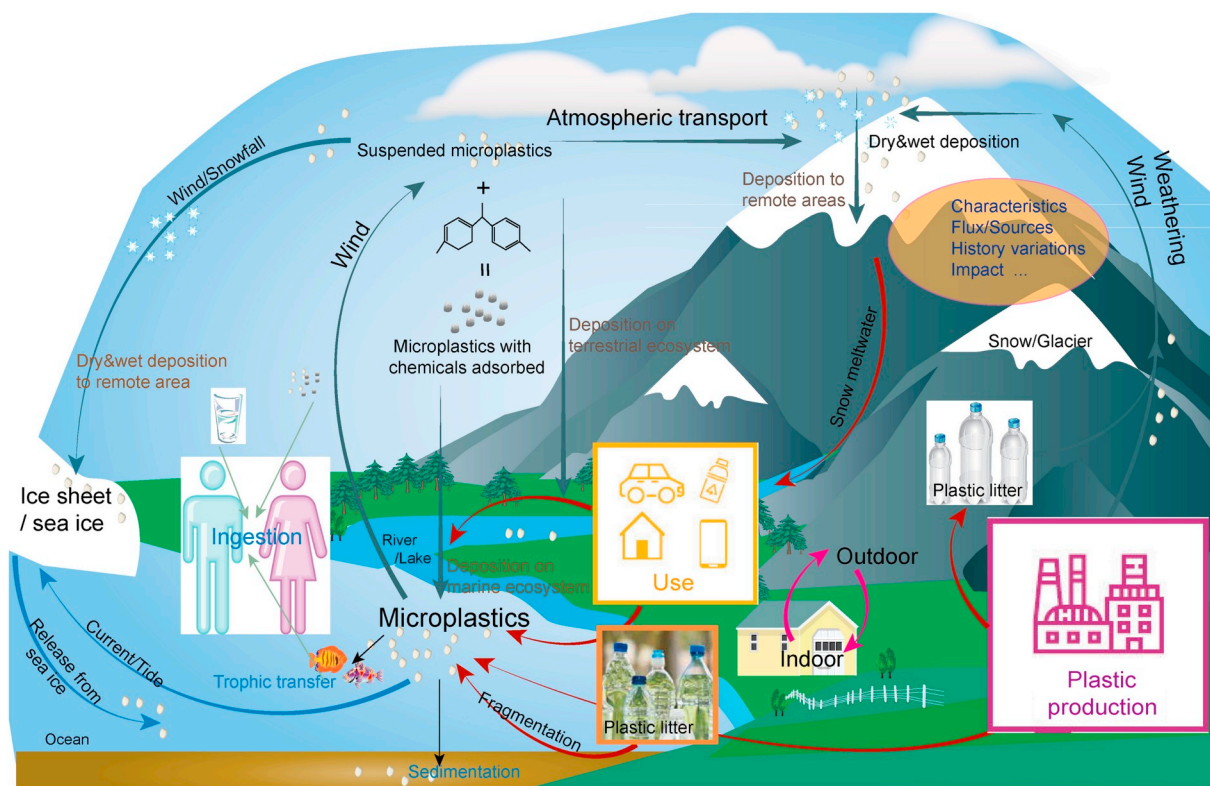 Atmospheric transport
Suspended microplastics
Dry&wet deposition
Wind/Snowfall
Wind
Weathering
Wind
Deposition to
remote areas
Characteristics
Flux/Sources
History variations
Impact ...
+
=
Microplastics with
chemicals adsorbed
Deposition on
terrestrial ecosystem
Snow meltwater
Snow/Glacier
Dry&wet deposition
to remote area
Plastic litter
Ice sheet
/ sea ice
Ingestion
River
/Lake
Deposition on
marine ecosystem
Use
Outdoor
Indoor
Microplastics
Release from
sea ice
Current/Tide
Trophic transfer
Fragmentation
Plastic litter
Plastic
production
Ocean
Sedimentation